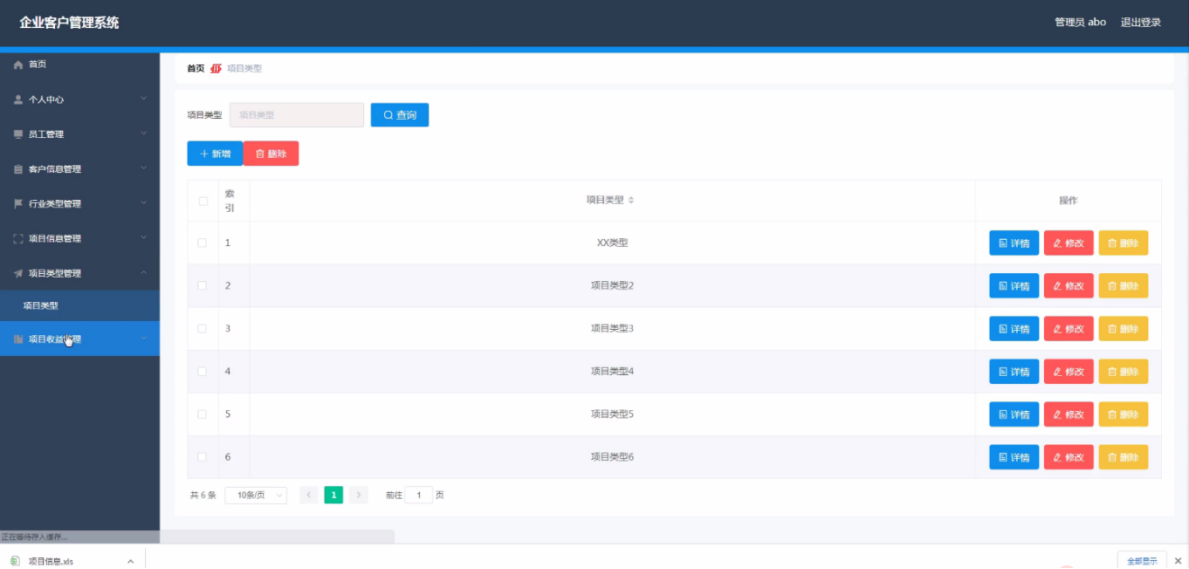 企业客户管理系统
管理员 abo 退出登录
首页
个人中心
员工管理
客户信息管理
行业类型管理
项目信息管理
项目类型管理
项目类型
项目收益管理
首页 项目类型
项目类型 项目类型 查询
+ 新增 删除
索引 项目类型 操作
1 XX类型 详情 修改 删除
2 项目类型2 详情 修改 删除
3 项目类型3 详情 修改 删除
4 项目类型4 详情 修改 删除
5 项目类型5 详情 修改 删除
6 项目类型6 详情 修改 删除
共 6 条 10条/页 < 1 > 前往 1 页
正在等待存入缓存...
项目信息.xls 全部显示